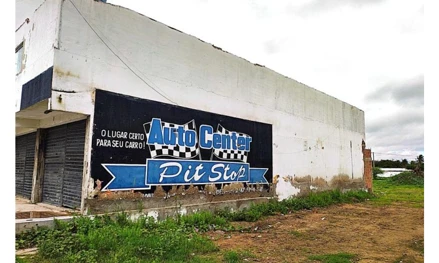 O LUGAR CERTO
PARA SEU CARRO!
Auto Center
Pit Stop